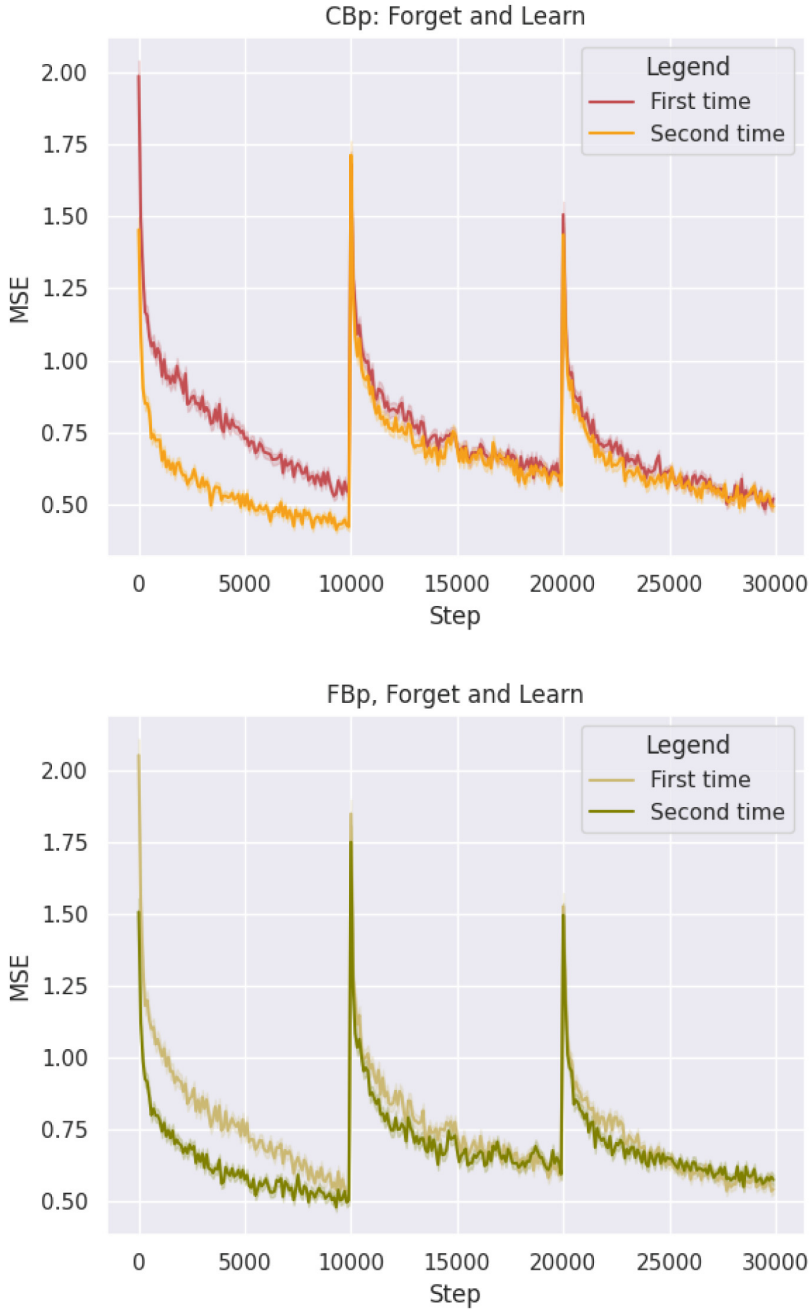 CBp: Forget and Learn
Legend
First time
Second time
2.00
1.75
1.50
1.25
1.00
0.75
0.50
MSE
0 5000 10000 15000 20000 25000 30000
Step
FBp, Forget and Learn
Legend
First time
Second time
2.00
1.75
1.50
1.25
1.00
0.75
0.50
MSE
0 5000 10000 15000 20000 25000 30000
Step